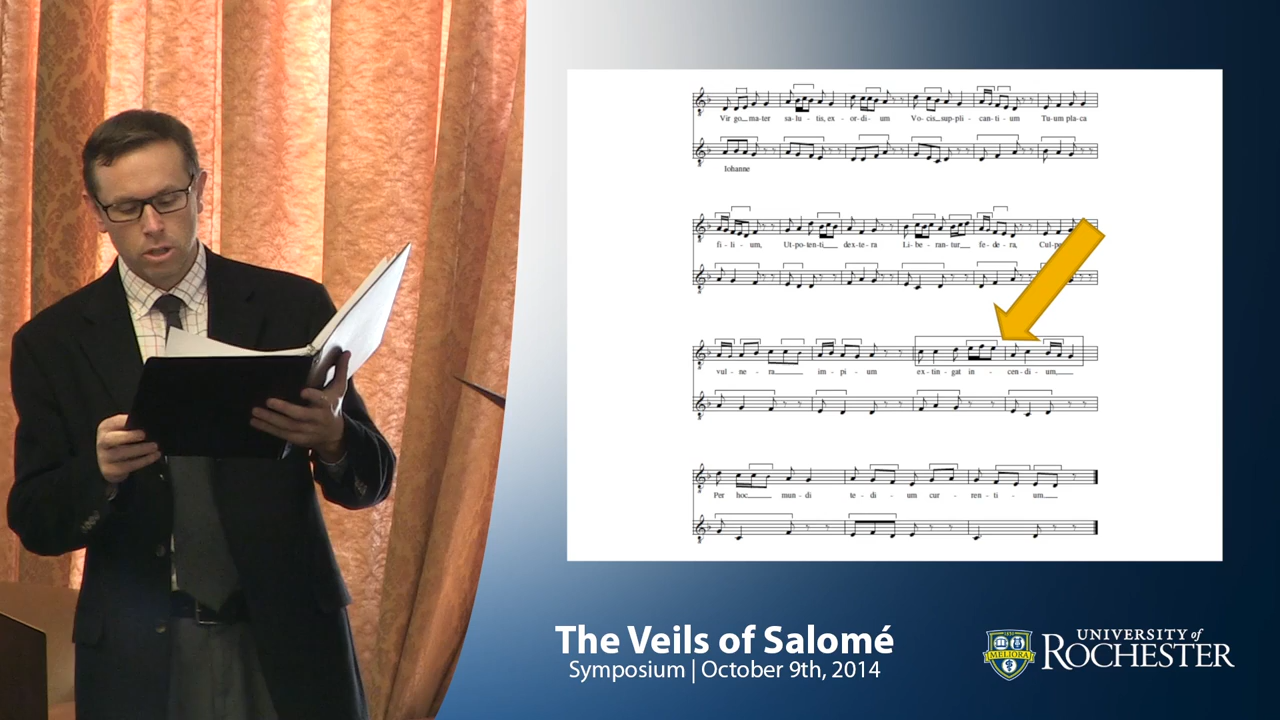 Vir go ma-ter sa-lu-tis, ex-or-di-um Vo-cis sup-pli-can-ti-um Tu-um pla-ca
Iohanne
fi-li-um, Ut-po-ten-ti dex-te-ra Li-be-ran-tur fe-de-ra,
vul-ne-ra im-pi-um ex-tin-gat in-cen-di-um,
Per hoc mun-di te-di-um cur-ren-ti-um.
The Veils of Salomé
Symposium | October 9th, 2014
MELIORA
UNIVERSITY of
ROCHESTER